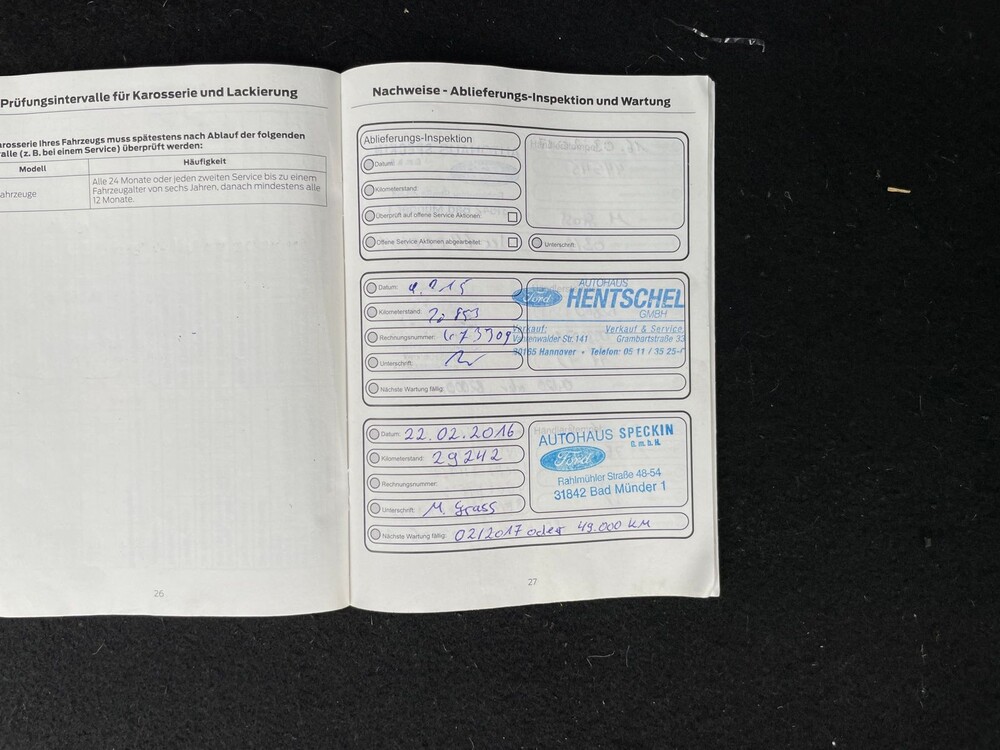 Prüfungsintervalle für Karosserie und Lackierung
arosserie Ihres Fahrzeugs muss spätestens nach Ablauf der folgenden
alle (z. B. bei einem Service) überprüft werden:
Modell
Häufigkeit
ahrzeuge
Alle 24 Monate oder jeden zweiten Service bis zu einem
Fahrzeugalter von sechs Jahren, danach mindestens alle
12 Monate.
26
Nachweise - Ablieferungs-Inspektion und Wartung
Ablieferungs-Inspektion
Datum:
Kilometerstand:
Überprüft auf offene Service Aktionen:
Offene Service Aktionen abgearbeitet:
Unterschrift:
Datum:
Kilometerstand:
Rechnungsnummer:
Unterschrift:
Nächste Wartung fällig:
AUTOHAUS
Ford HENTSCHEL
GMBH
Verkauf: Verkauf & Service
Vahrenwalder Str. 141 Grambartstraße 33
30165 Hannover • Telefon: 05 11 / 35 25-
Datum: 22.02.2016
Kilometerstand: 29242
Rechnungsnummer:
Unterschrift: M. Grass
Nächste Wartung fällig: 02/2017 oder 49.000 KM
AUTOHAUS SPECKIN
G.m.b.H.
Ford
Rahlmühler Straße 48-54
31842 Bad Münder 1
27